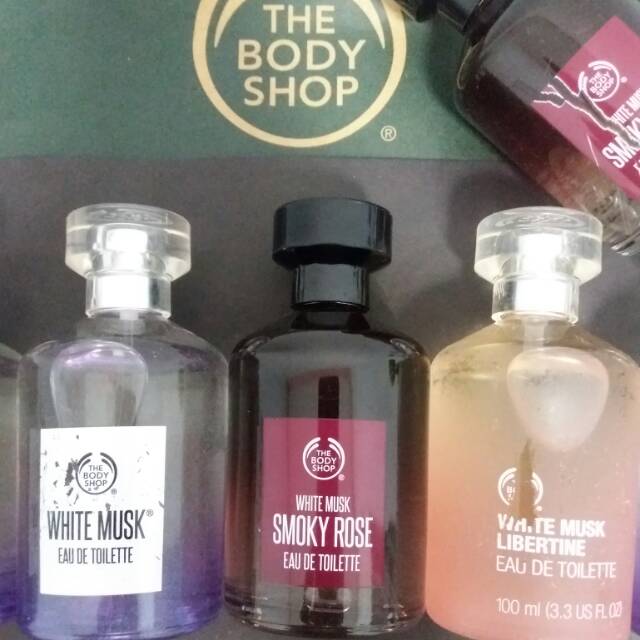 THE
BODY
SHOP
®
THE
BODY
SHOP
THE
BODY
SHOP
®
WHITE MUSK®
EAU DE TOILETTE
THE
BODY
SHOP
®
WHITE MUSK
SMOKY ROSE
EAU DE TOILETTE
WHITE MUSK
LIBERTINE
EAU DE TOILETTE
100 ml (3.3 US FL OZ)